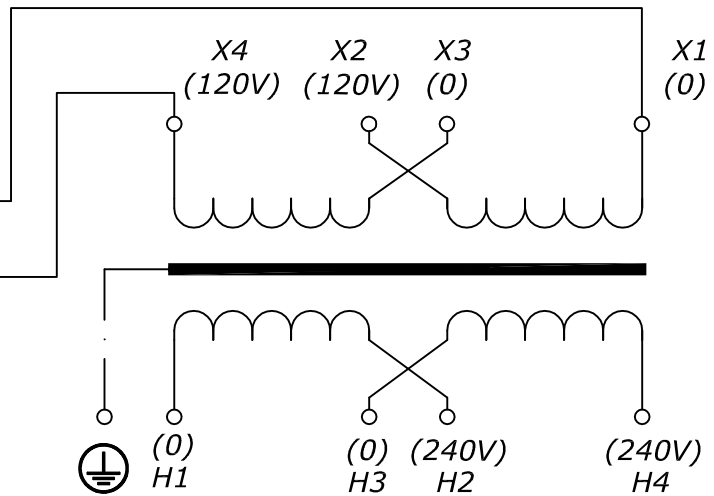 X4 X2 X3 X1
(120V) (120V) (0) (0)
(0) (0) (240V) (240V)
H1 H3 H2 H4